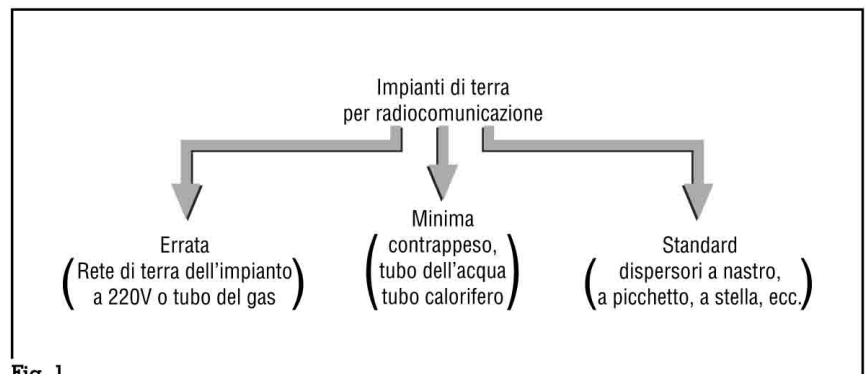 Impianti di terra
per radiocomunicazione
Errata
(Rete di terra dell'impianto
a 220V o tubo del gas)
Minima
(contrappeso,
tubo dell'acqua
tubo calorifero)
Standard
(dispersori a nastro,
a picchetto, a stella, ecc.)
Fig. 1